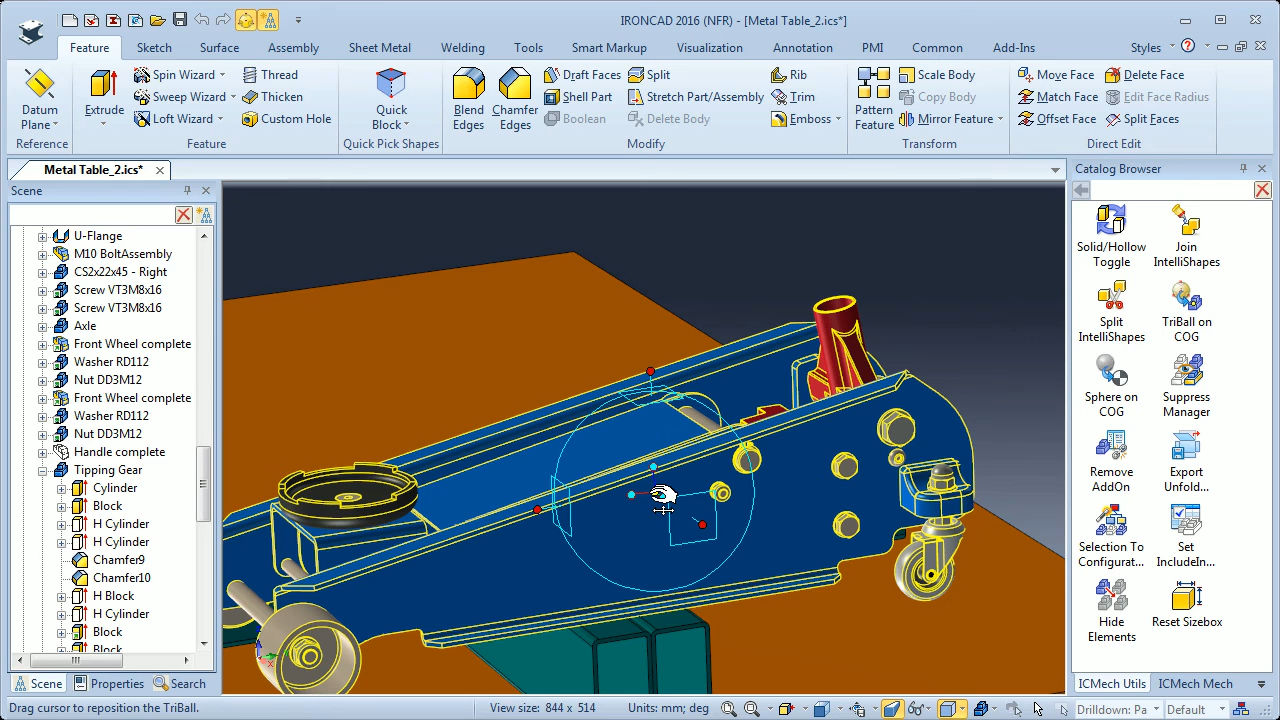 IRONCAD 2016 (NFR) - [Metal Table_2.ics*]
Feature Sketch Surface Assembly Sheet Metal Welding Tools Smart Markup Visualization Annotation PMI Common Add-Ins Styles
Datum Plane
Reference
Extrude
Spin Wizard
Sweep Wizard
Loft Wizard
Thread
Thicken
Custom Hole
Feature
Quick Block
Quick Pick Shapes
Blend Edges
Chamfer Edges
Draft Faces
Shell Part
Boolean
Split
Stretch Part/Assembly
Delete Body
Rib
Trim
Emboss
Modify
Pattern Feature
Scale Body
Copy Body
Mirror Feature
Transform
Move Face
Match Face
Offset Face
Delete Face
Edit Face Radius
Split Faces
Direct Edit
Metal Table_2.ics*
Scene
U-Flange
M10 BoltAssembly
CS2x22x45 - Right
Screw VT3M8x16
Screw VT3M8x16
Axle
Front Wheel complete
Washer RD112
Nut DD3M12
Front Wheel complete
Washer RD112
Nut DD3M12
Handle complete
Tipping Gear
Cylinder
Block
H Cylinder
H Cylinder
Chamfer9
Chamfer10
H Block
H Cylinder
Block
Block
Scene Properties Search
Catalog Browser
Solid/Hollow Toggle
Join IntelliShapes
Split IntelliShapes
TriBall on COG
Sphere on COG
Suppress Manager
Remove AddOn
Export Unfold...
Selection To Configurat...
Set IncludeIn...
Hide Elements
Reset Sizebox
ICMech Utils ICMech Mech
Drag cursor to reposition the TriBall.
View size: 844 x 514
Units: mm; deg
Drilldown: Pa
Default